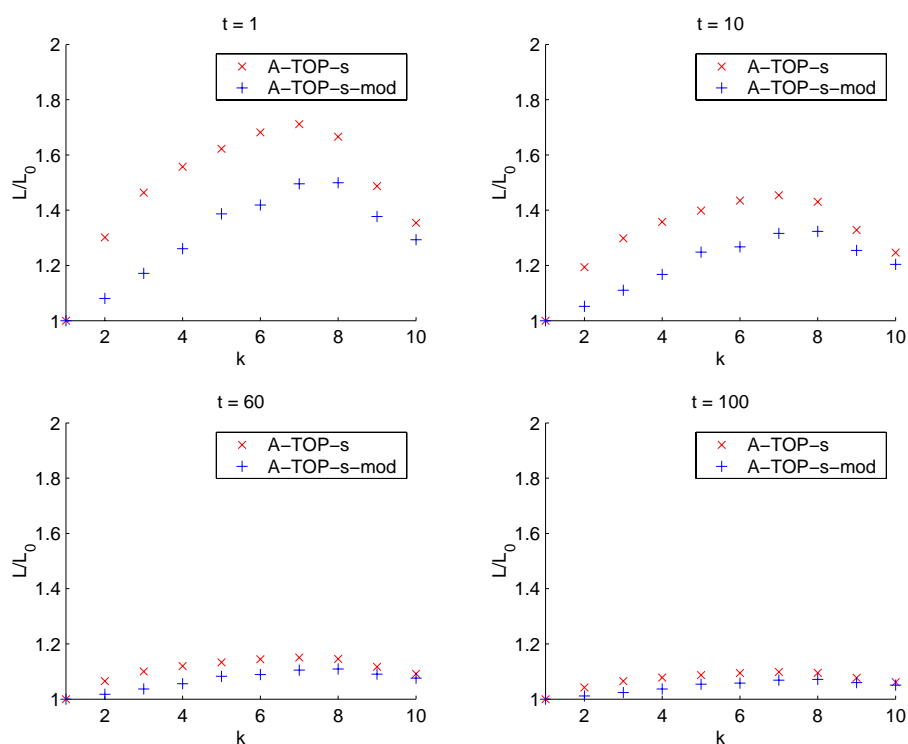 t = 1
2
1.8
1.6
1.4
1.2
1
L/L0
A−TOP−s
A−TOP−s−mod
2 4 6 8 10
k
t = 10
2
1.8
1.6
1.4
1.2
1
L/L0
A−TOP−s
A−TOP−s−mod
2 4 6 8 10
k
t = 60
2
1.8
1.6
1.4
1.2
1
L/L0
A−TOP−s
A−TOP−s−mod
2 4 6 8 10
k
t = 100
2
1.8
1.6
1.4
1.2
1
L/L0
A−TOP−s
A−TOP−s−mod
2 4 6 8 10
k